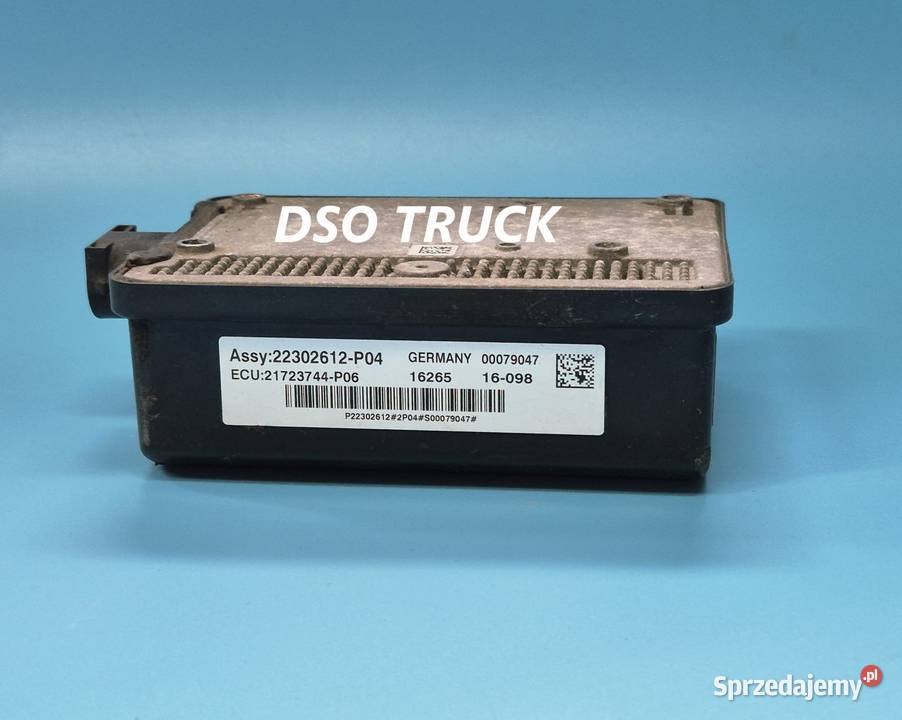 DSO TRUCK
Assy:22302612-P04 GERMANY 00079047
ECU:21723744-P06 16265 16-098
P22302612#2P04#S00079047#
Sprzedajemy.pl